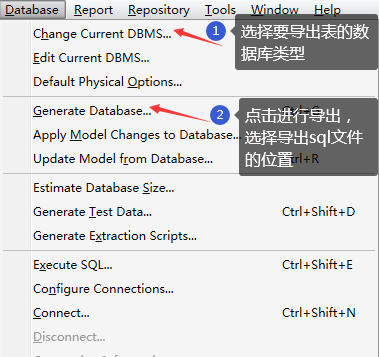 Database Report Repository Tools Window Help
Change Current DBMS...
1
选择要导出表的数
据库类型
Edit Current DBMS...
Default Physical Options...
Generate Database...
2
点击进行导出，
选择导出sql文件
的位置
Apply Model Changes to Database...
Update Model from Database...
+R
Estimate Database Size...
Generate Test Data... Ctrl+Shift+D
Generate Extraction Scripts...
Execute SQL... Ctrl+Shift+E
Configure Connections...
Connect... Ctrl+Shift+N
Disconnect...